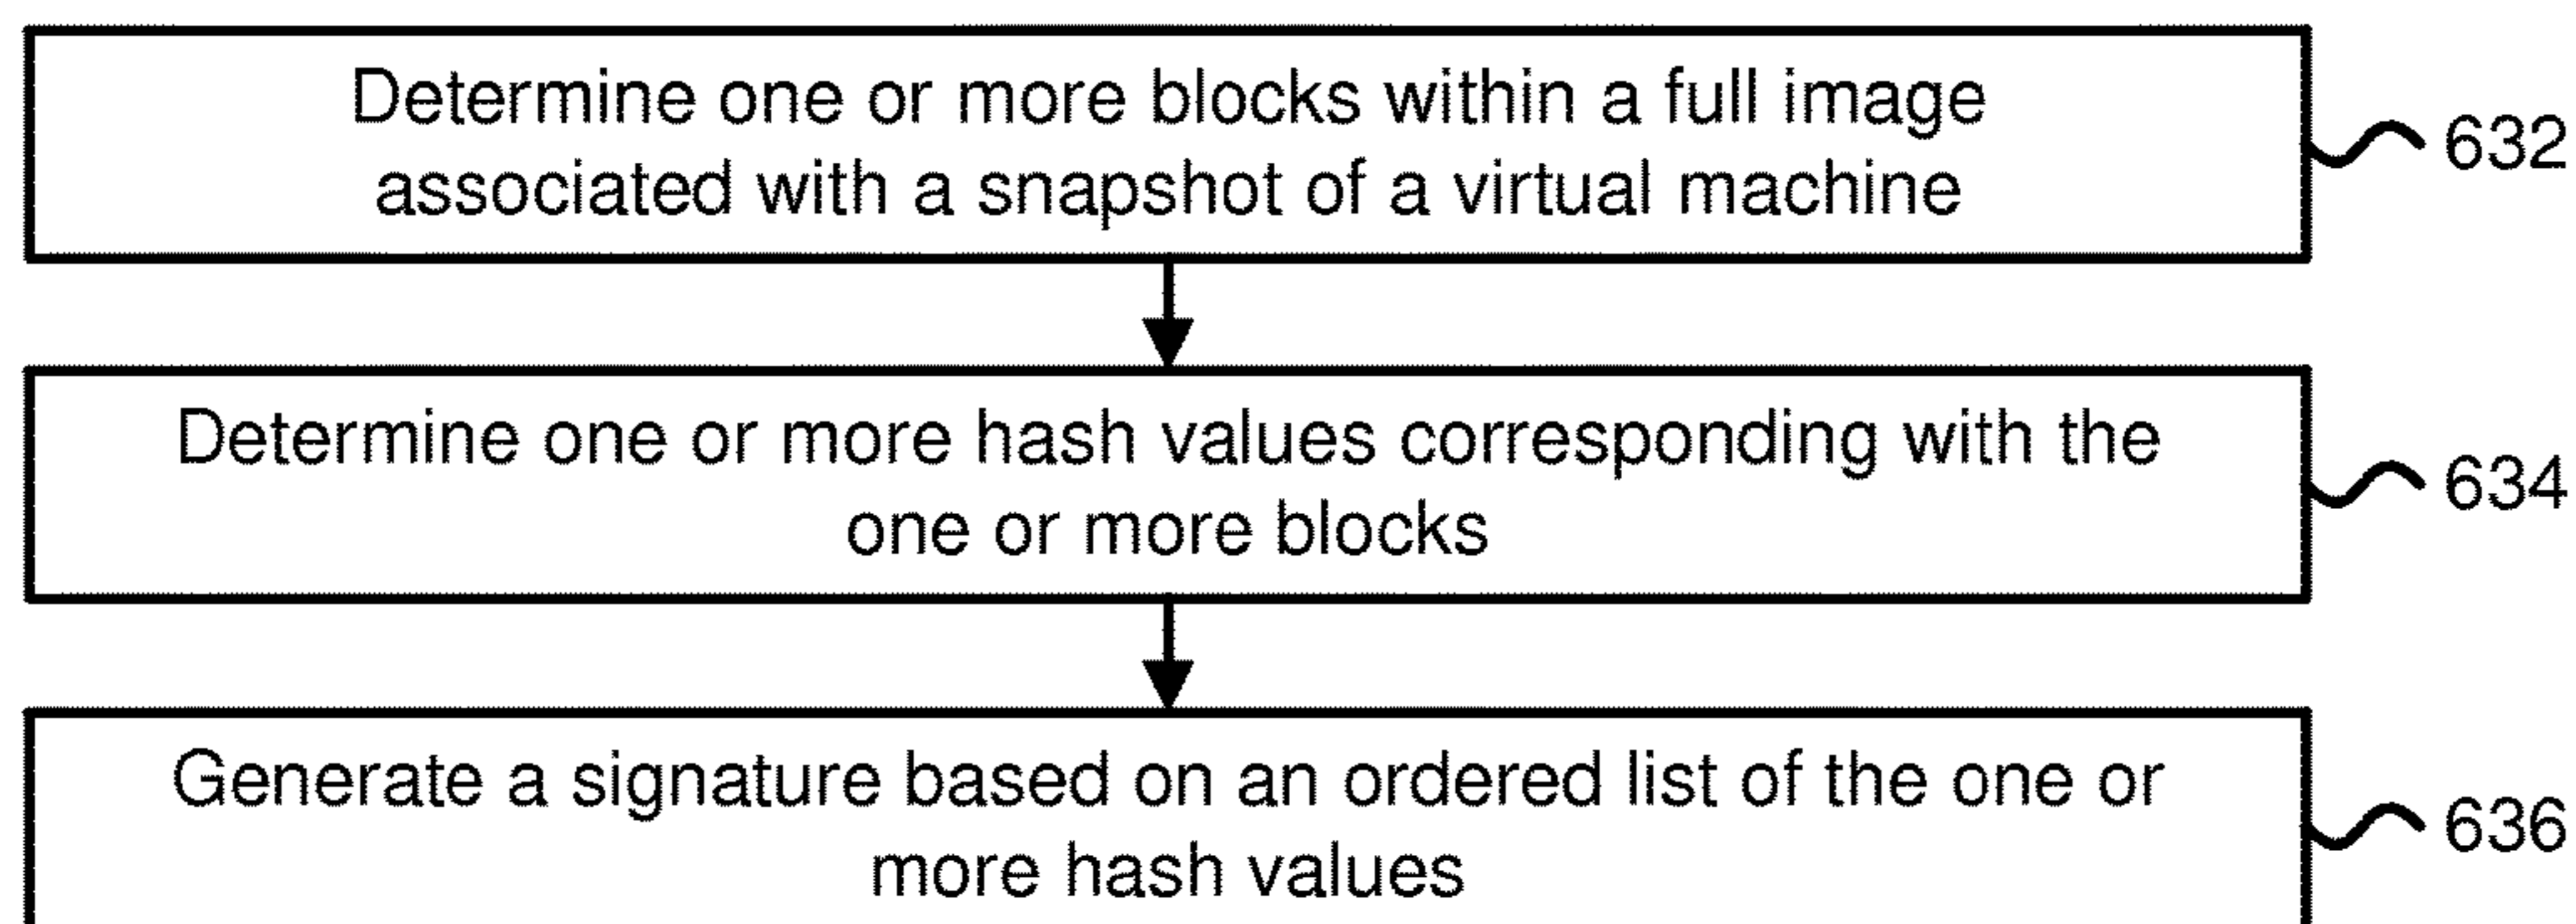 Determine one or more blocks within a full image
associated with a snapshot of a virtual machine
632
Determine one or more hash values corresponding with the
one or more blocks
634
Generate a signature based on an ordered list of the one or
more hash values
636